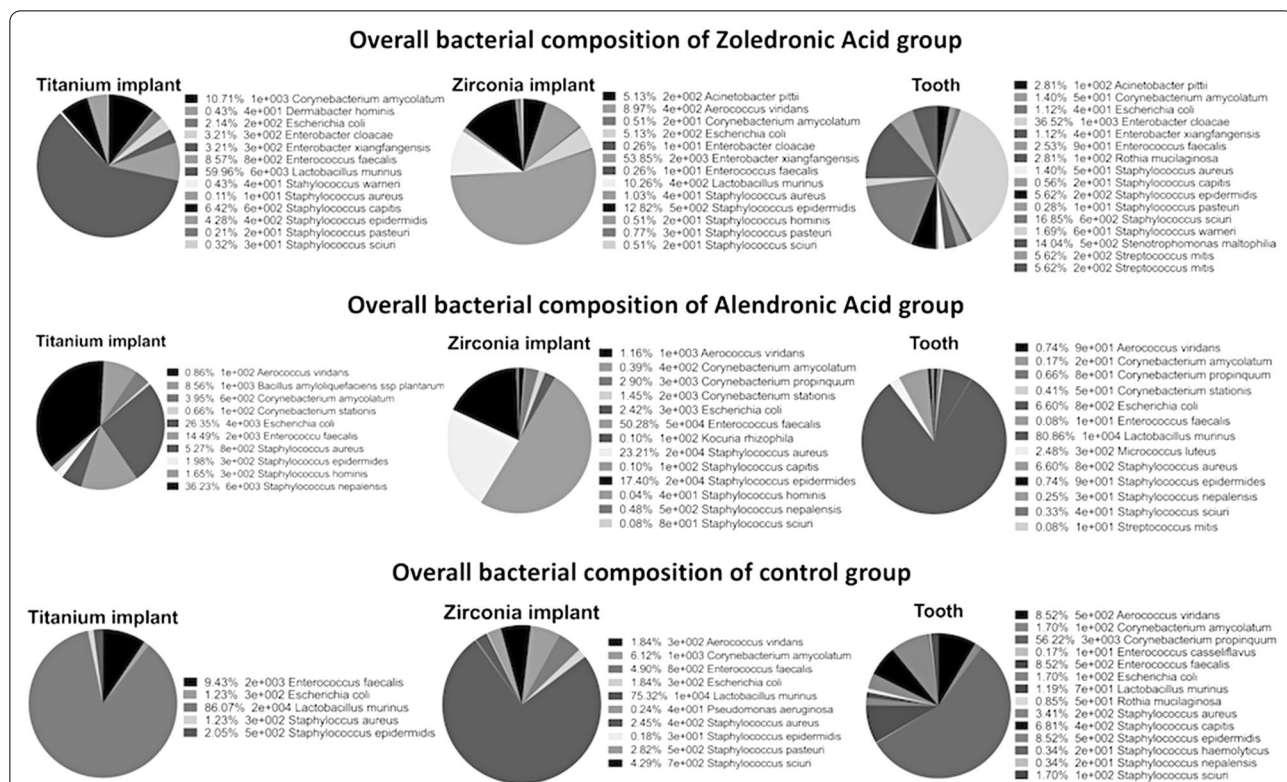 Overall bacterial composition of Zoledronic Acid group
Titanium implant
10.71% 1e+003 Corynebacterium amycolatum
0.43% 4e+001 Dermabacter hominis
2.14% 2e+002 Escherichia coli
3.21% 3e+002 Enterobacter cloacae
3.21% 3e+002 Enterobacter xiangfangensis
8.57% 8e+002 Enterococcus faecalis
59.96% 6e+003 Lactobacillus murinus
0.43% 4e+001 Stahylococcus warneri
0.11% 1e+001 Staphylococcus aureus
6.42% 6e+002 Staphylococcus capitis
4.28% 4e+002 Staphylococcus epidermidis
0.21% 2e+001 Staphylococcus pasteuri
0.32% 3e+001 Staphylococcus sciuri
Zirconia implant
5.13% 2e+002 Acinetobacter pittii
8.97% 4e+002 Aerococcus viridans
0.51% 2e+001 Corynebacterium amycolatum
5.13% 2e+002 Escherichia coli
0.26% 1e+001 Enterobacter cloacae
53.85% 2e+003 Enterobacter xiangfangensis
0.26% 1e+001 Enterococcus faecalis
10.26% 4e+002 Lactobacillus murinus
1.03% 4e+001 Staphylococcus aureus
12.82% 5e+002 Staphylococcus epidermidis
0.51% 2e+001 Staphylococcus hominis
0.77% 3e+001 Staphylococcus pasteuri
0.51% 2e+001 Staphylococcus sciuri
Tooth
2.81% 1e+002 Acinetobacter pittii
1.40% 5e+001 Corynebacterium amycolatum
1.12% 4e+001 Escherichia coli
36.52% 1e+003 Enterobacter cloacae
1.12% 4e+001 Enterobacter xiangfangensis
2.53% 9e+001 Enterococcus faecalis
2.81% 1e+002 Rothia mucilaginosa
1.40% 5e+001 Staphylococcus aureus
0.56% 2e+001 Staphylococcus capitis
5.62% 2e+002 Staphylococcus epidermidis
0.28% 1e+001 Staphylococcus pasteuri
16.85% 6e+002 Staphylococcus sciuri
1.69% 6e+001 Staphylococcus warneri
14.04% 5e+002 Stenotrophomonas maltophilia
5.62% 2e+002 Streptococcus mitis
5.62% 2e+002 Streptococcus mitis
Overall bacterial composition of Alendronic Acid group
Titanium implant
0.86% 1e+002 Aerococcus viridans
8.56% 1e+003 Bacillus amyloliquefaciens ssp plantarum
3.95% 6e+002 Corynebacterium amycolatum
0.66% 1e+002 Corynebacterium stationis
26.35% 4e+003 Escherichia coli
14.49% 2e+003 Enterococcu faecalis
5.27% 8e+002 Staphylococcus aureus
1.98% 3e+002 Staphylococcus epidermides
1.65% 3e+002 Staphylococcus hominis
36.23% 6e+003 Staphylococcus nepalensis
Zirconia implant
1.16% 1e+003 Aerococcus viridans
0.39% 4e+002 Corynebacterium amycolatum
2.90% 3e+003 Corynebacterium propinquum
1.45% 2e+003 Corynebacterium stationis
2.42% 3e+003 Escherichia coli
50.28% 5e+004 Enterococcus faecalis
0.10% 1e+002 Kocuria rhizophila
23.21% 2e+004 Staphylococcus aureus
0.10% 1e+002 Staphylococcus capitis
17.40% 2e+004 Staphylococcus epidermides
0.04% 4e+001 Staphylococcus hominis
0.48% 5e+002 Staphylococcus nepalensis
0.08% 8e+001 Staphylococcus sciuri
Tooth
0.74% 9e+001 Aerococcus viridans
0.17% 2e+001 Corynebacterium amycolatum
0.66% 8e+001 Corynebacterium propinquum
0.41% 5e+001 Corynebacterium stationis
6.60% 8e+002 Escherichia coli
0.08% 1e+001 Enterococcus faecalis
80.86% 1e+004 Lactobacillus murinus
2.48% 3e+002 Micrococcus luteus
6.60% 8e+002 Staphylococcus aureus
0.74% 9e+001 Staphylococcus epidermides
0.25% 3e+001 Staphylococcus nepalensis
0.33% 4e+001 Staphylococcus sciuri
0.08% 1e+001 Streptococcus mitis
Overall bacterial composition of control group
Titanium implant
9.43% 2e+003 Enterococcus faecalis
1.23% 3e+002 Escherichia coli
86.07% 2e+004 Lactobacillus murinus
1.23% 3e+002 Staphylococcus aureus
2.05% 5e+002 Staphylococcus epidermidis
Zirconia implant
1.84% 3e+002 Aerococcus viridans
6.12% 1e+003 Corynebacterium amycolatum
4.90% 8e+002 Enterococcus faecalis
1.84% 3e+002 Escherichia coli
75.32% 1e+004 Lactobacillus murinus
0.24% 4e+001 Pseudomonas aeruginosa
2.45% 4e+002 Staphylococcus aureus
0.18% 3e+001 Staphylococcus epidermidis
2.82% 5e+002 Staphylococcus pasteuri
4.29% 7e+002 Staphylococcus sciuri
Tooth
8.52% 5e+002 Aerococcus viridans
1.70% 1e+002 Corynebacterium amycolatum
56.22% 3e+003 Corynebacterium propinquum
0.17% 1e+001 Enterococcus casseliflavus
8.52% 5e+002 Enterococcus faecalis
1.70% 1e+002 Escherichia coli
1.19% 7e+001 Lactobacillus murinus
0.85% 5e+001 Rothia mucilaginosa
3.41% 2e+002 Staphylococcus aureus
6.81% 4e+002 Staphylococcus capitis
8.52% 5e+002 Staphylococcus epidermidis
0.34% 2e+001 Staphylococcus haemolyticus
0.34% 2e+001 Staphylococcus nepalensis
1.70% 1e+002 Staphylococcus sciuri